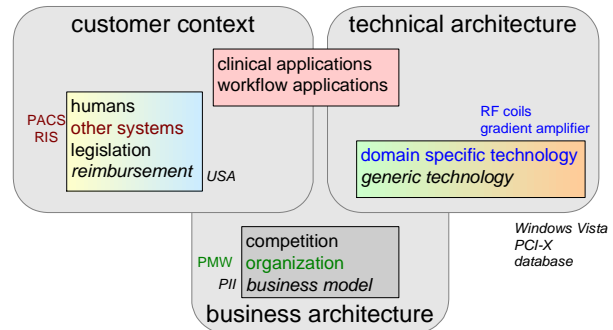 customer context
technical architecture
clinical applications
workflow applications
PACS
RIS
humans
other systems
legislation
reimbursement
USA
RF coils
gradient amplifier
domain specific technology
generic technology
Windows Vista
PCI-X
database
PMW
PII
competition
organization
business model
business architecture